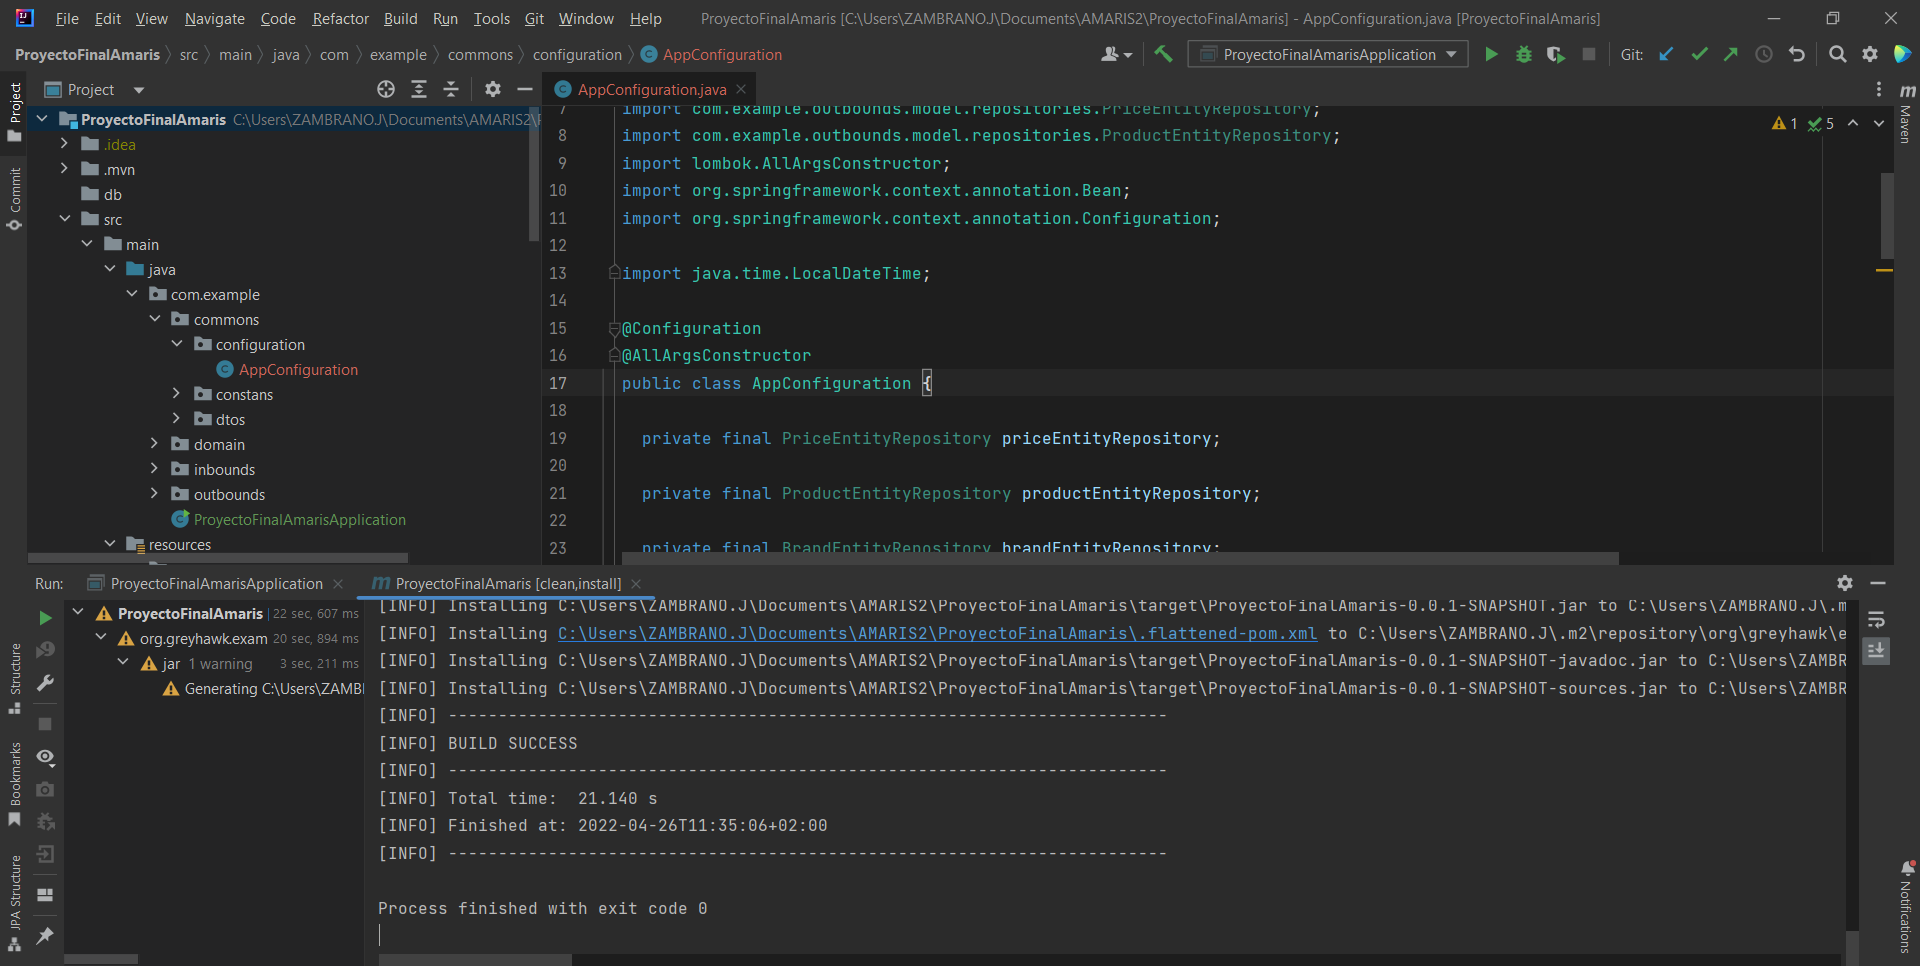 File Edit View Navigate Code Refactor Build Run Tools Git Window Help ProyectoFinalAmaris [C:\Users\ZAMBRANO.J\Documents\AMARIS2\ProyectoFinalAmaris] - AppConfiguration.java [ProyectoFinalAmaris]
ProyectoFinalAmaris src main java com example commons configuration AppConfiguration ProyectoFinalAmarisApplication Git:
Project
Commit
Structure
Bookmarks
JPA Structure
Project
ProyectoFinalAmaris C:\Users\ZAMBRANO.J\Documents\AMARIS2\
.idea
.mvn
db
src
main
java
com.example
commons
configuration
AppConfiguration
constans
dtos
domain
inbounds
outbounds
ProyectoFinalAmarisApplication
resources
AppConfiguration.java
1 5
7 import com.example.outbounds.model.repositories.PriceEntityRepository;
8 import com.example.outbounds.model.repositories.ProductEntityRepository;
9 import lombok.AllArgsConstructor;
10 import org.springframework.context.annotation.Bean;
11 import org.springframework.context.annotation.Configuration;
12
13 import java.time.LocalDateTime;
14
15 @Configuration
16 @AllArgsConstructor
17 public class AppConfiguration {
18
19 private final PriceEntityRepository priceEntityRepository;
20
21 private final ProductEntityRepository productEntityRepository;
22
23 private final BrandEntityRepository brandEntityRepository;
Maven
Notifications
Run: ProyectoFinalAmarisApplication ProyectoFinalAmaris [clean,install]
ProyectoFinalAmaris 22 sec, 607 ms
org.greyhawk.exam 20 sec, 894 ms
jar 1 warning 3 sec, 211 ms
Generating C:\Users\ZAMB
[INFO] Installing C:\Users\ZAMBRANO.J\Documents\AMARIS2\ProyectoFinalAmaris\target\ProyectoFinalAmaris-0.0.1-SNAPSHOT.jar to C:\Users\ZAMBRANO.J\.m
[INFO] Installing C:\Users\ZAMBRANO.J\Documents\AMARIS2\ProyectoFinalAmaris\.flattened-pom.xml to C:\Users\ZAMBRANO.J\.m2\repository\org\greyhawk\e
[INFO] Installing C:\Users\ZAMBRANO.J\Documents\AMARIS2\ProyectoFinalAmaris\target\ProyectoFinalAmaris-0.0.1-SNAPSHOT-javadoc.jar to C:\Users\ZAMBR
[INFO] Installing C:\Users\ZAMBRANO.J\Documents\AMARIS2\ProyectoFinalAmaris\target\ProyectoFinalAmaris-0.0.1-SNAPSHOT-sources.jar to C:\Users\ZAMBR
[INFO] ------------------------------------------------------------------------
[INFO] BUILD SUCCESS
[INFO] ------------------------------------------------------------------------
[INFO] Total time:  21.140 s
[INFO] Finished at: 2022-04-26T11:35:06+02:00
[INFO] ------------------------------------------------------------------------
Process finished with exit code 0